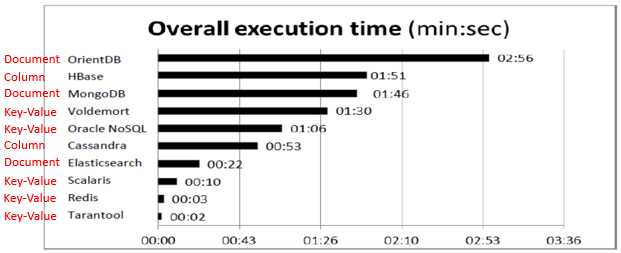 Overall execution time (min:sec)
Document OrientDB 02:56
Column HBase 01:51
Document MongoDB 01:46
Key-Value Voldemort 01:30
Key-Value Oracle NoSQL 01:06
Column Cassandra 00:53
Document Elasticsearch 00:22
Key-Value Scalaris 00:10
Key-Value Redis 00:03
Key-Value Tarantool 00:02
00:00 00:43 01:26 02:10 02:53 03:36